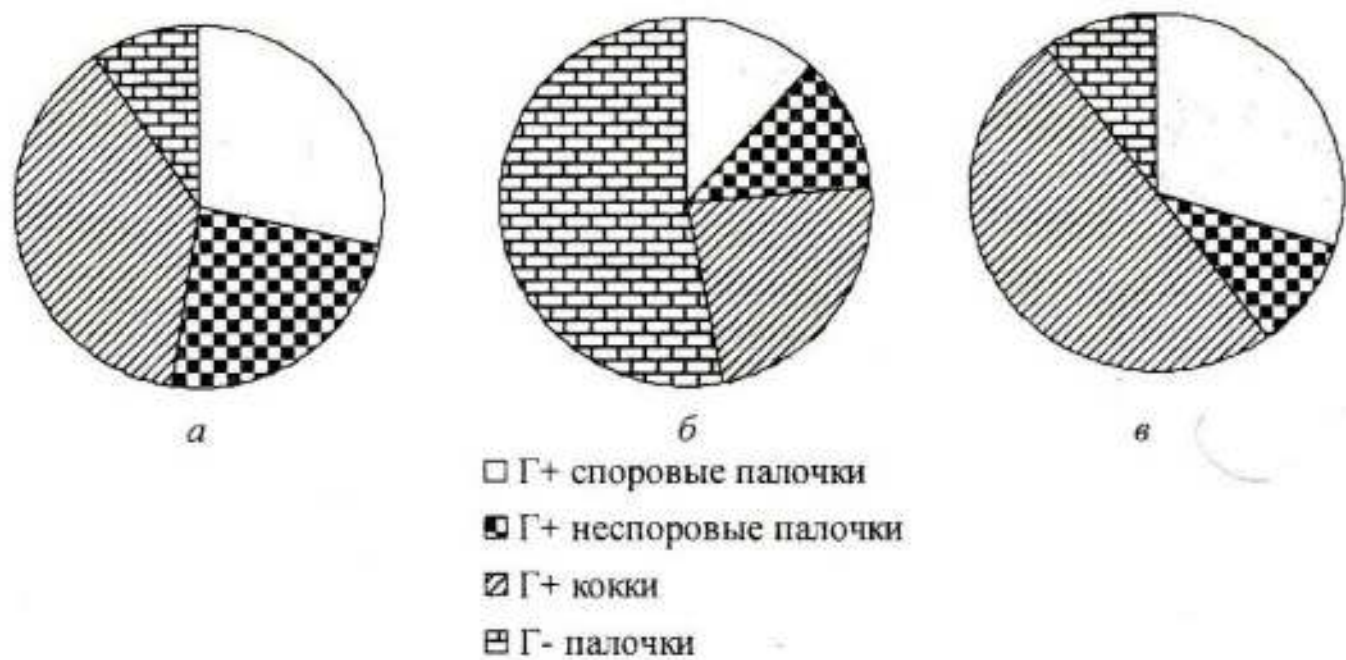 а б в
Г+ споровые палочки
Г+ неспоровые палочки
Г+ кокки
Г- палочки